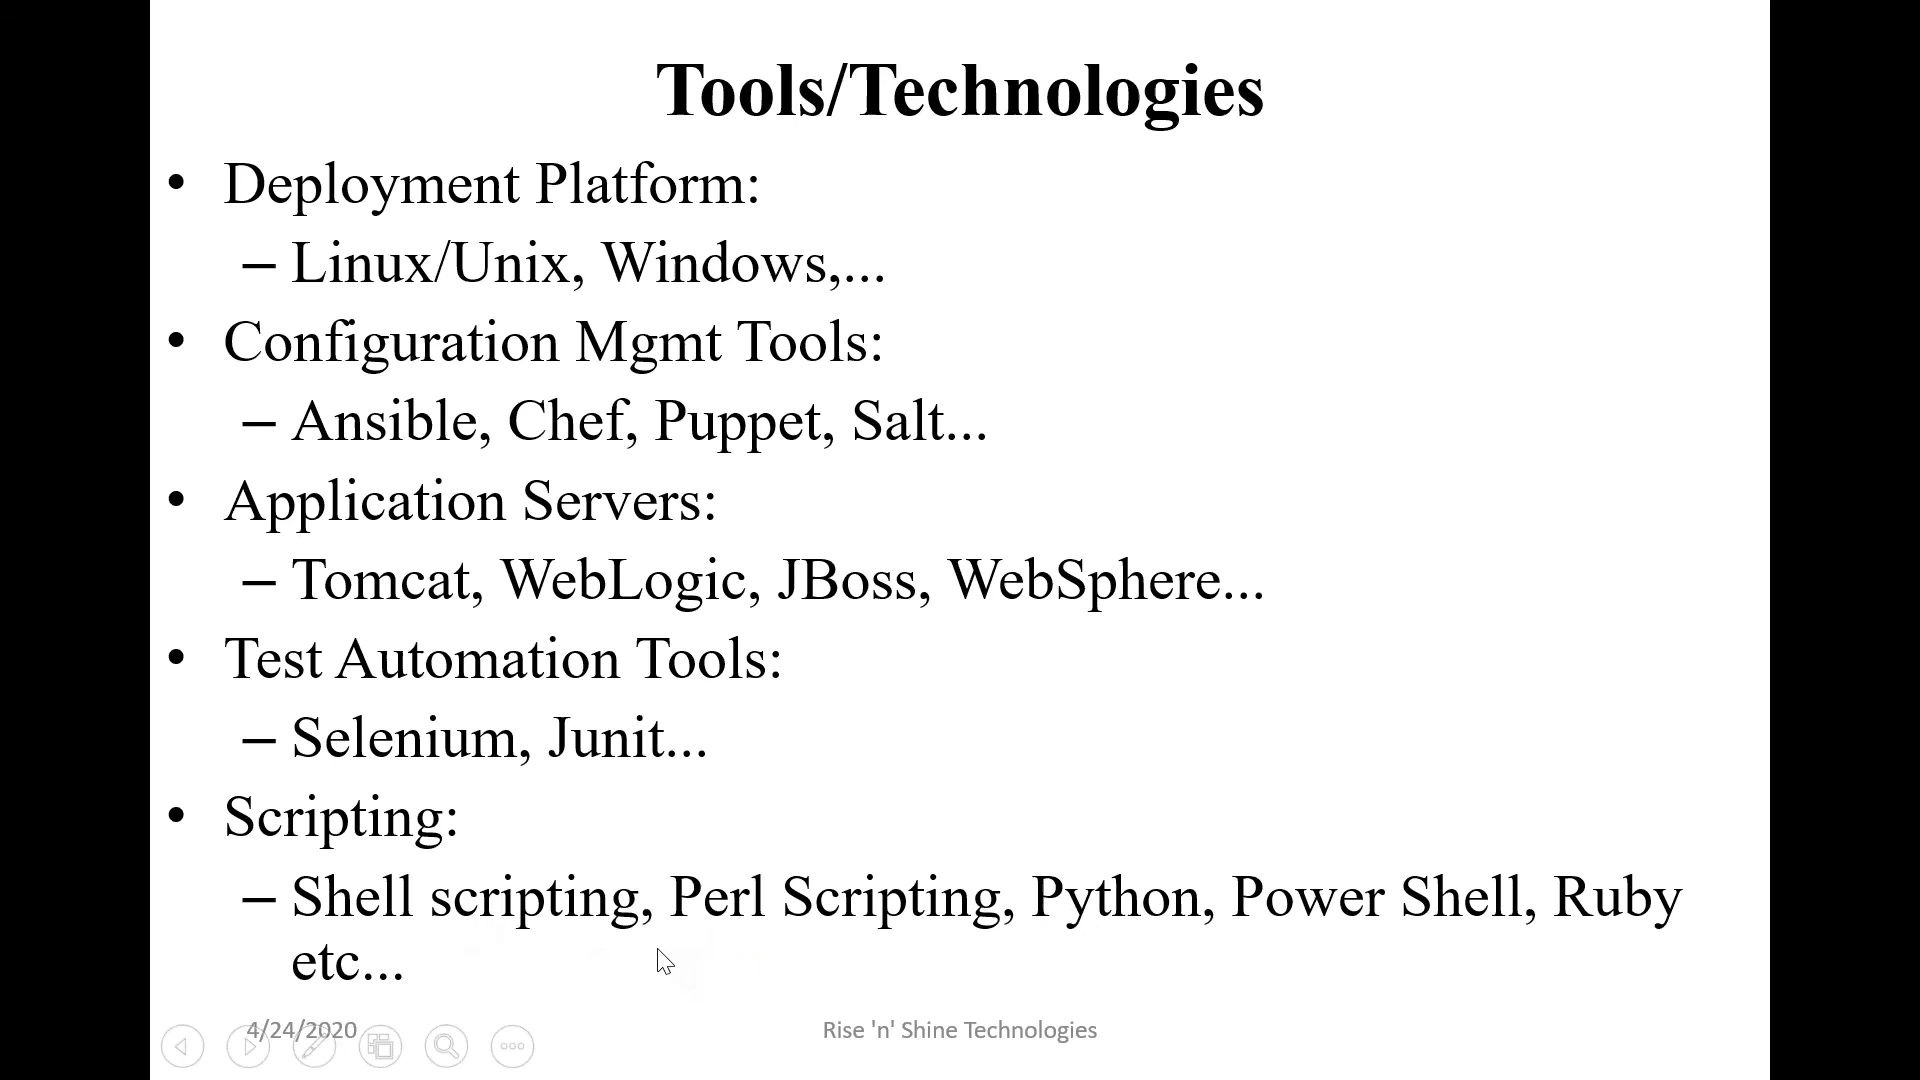 Tools/Technologies
• Deployment Platform:
– Linux/Unix, Windows,...
• Configuration Mgmt Tools:
– Ansible, Chef, Puppet, Salt...
• Application Servers:
– Tomcat, WebLogic, JBoss, WebSphere...
• Test Automation Tools:
– Selenium, Junit...
• Scripting:
– Shell scripting, Perl Scripting, Python, Power Shell, Ruby
etc...
4/24/2020
Rise 'n' Shine Technologies